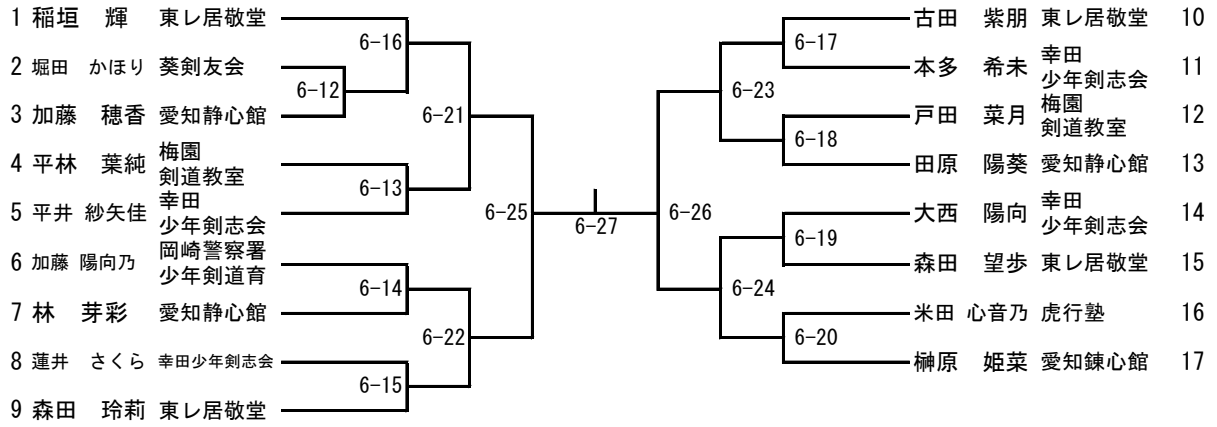 1 稲垣　輝 東レ居敬堂
6-16
2 堀田　かほり 葵剣友会
6-12
3 加藤　穂香 愛知静心館
6-21
4 平林　葉純 梅園
剣道教室
6-13
5 平井 紗矢佳 幸田
少年剣志会
6-25
6 加藤 陽向乃 岡崎警察署
少年剣道育
6-14
7 林　芽彩 愛知静心館
6-22
8 蓮井　さくら 幸田少年剣志会
6-15
9 森田　玲莉 東レ居敬堂
6-27
古田　紫朋 東レ居敬堂 10
6-17
本多　希未 幸田
少年剣志会 11
6-23
戸田　菜月 梅園
剣道教室 12
6-18
田原　陽葵 愛知静心館 13
6-26
大西　陽向 幸田
少年剣志会 14
6-19
森田　望歩 東レ居敬堂 15
6-24
米田 心音乃 虎行塾 16
6-20
榊原　姫菜 愛知錬心館 17